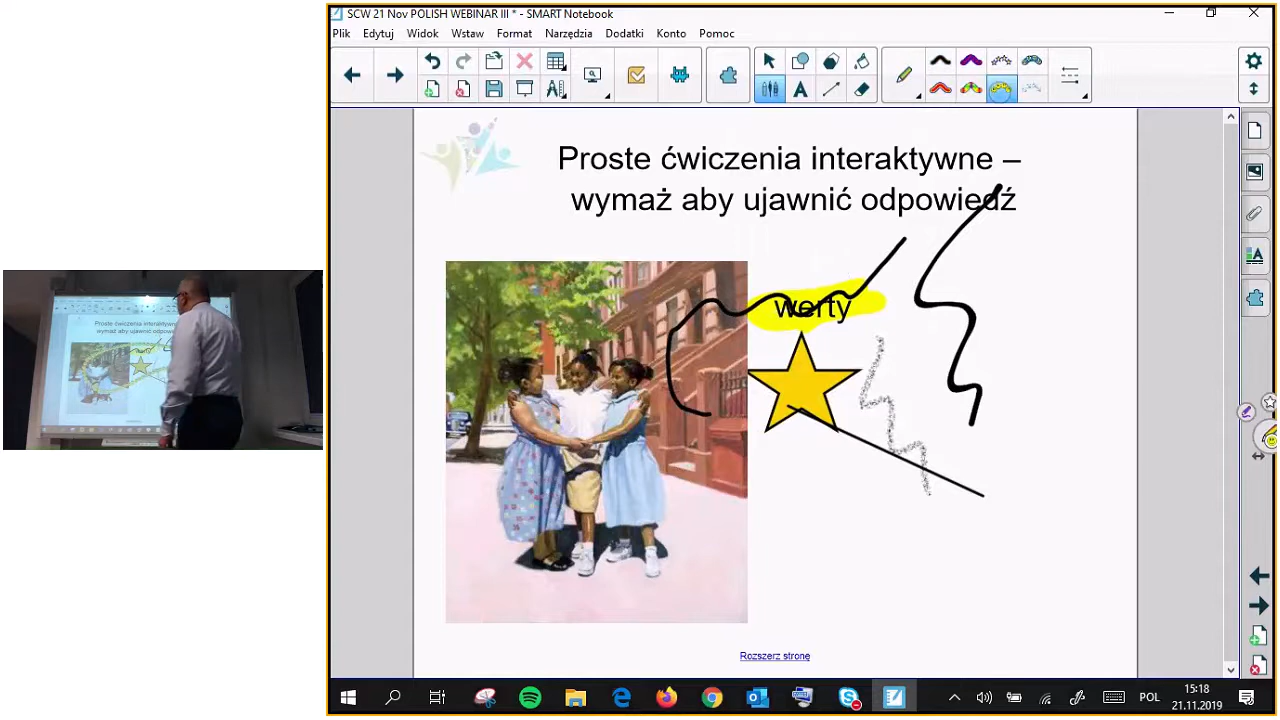 SCW 21 Nov POLISH WEBINAR III * - SMART Notebook
Plik Edytuj Widok Wstaw Format Narzędzia Dodatki Konto Pomoc
Proste ćwiczenia interaktywne –
wymaż aby ujawnić odpowiedź
werty
Rozszerz stronę
POL
15:18
21.11.2019